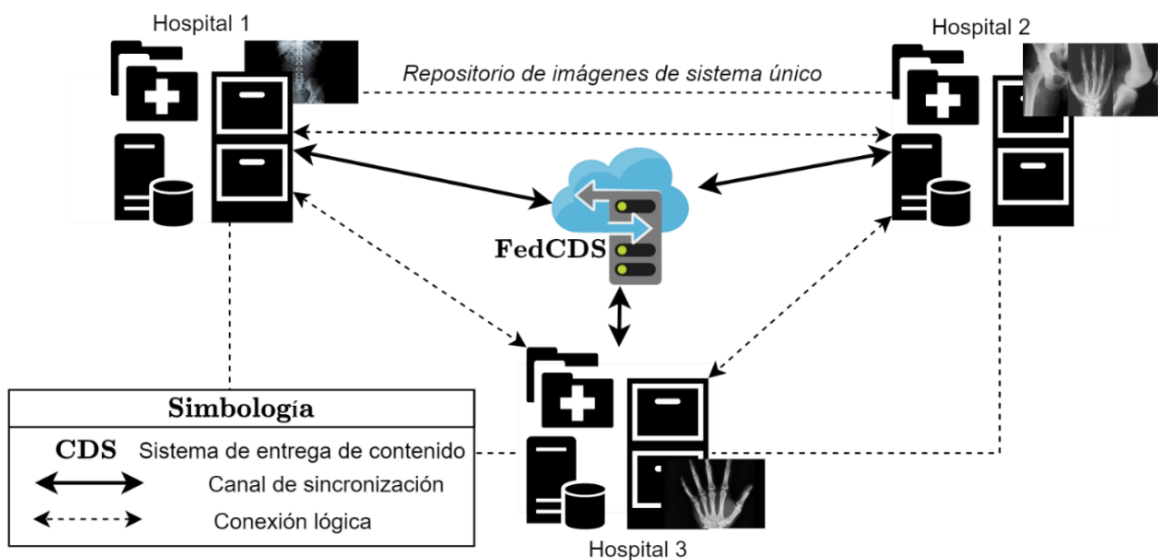 Hospital 1
Hospital 2
Repositorio de imágenes de sistema único
FedCDS
Simbología
CDS Sistema de entrega de contenido
Canal de sincronización
Conexión lógica
Hospital 3